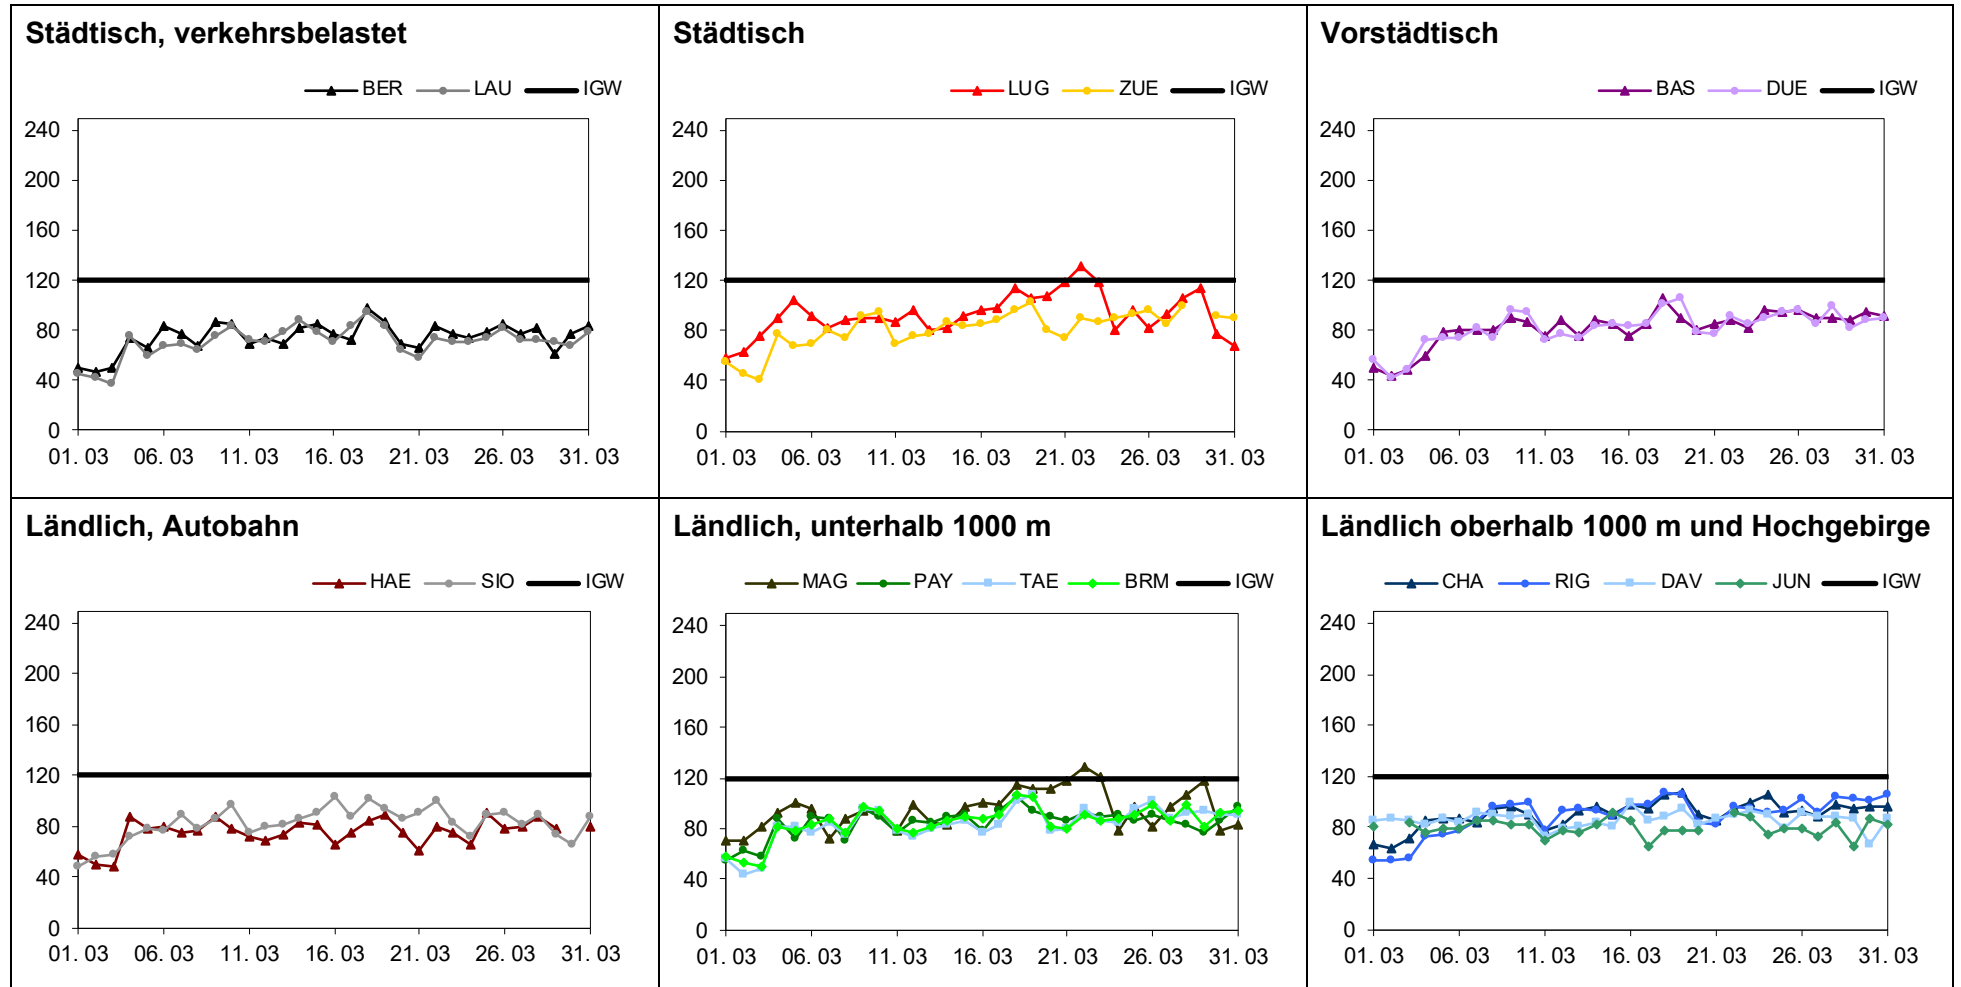 Städtisch, verkehrsbelastet
BER LAU IGW
240
200
160
120
80
40
0
01. 03 06. 03 11. 03 16. 03 21. 03 26. 03 31. 03
Städtisch
LUG ZUE IGW
240
200
160
120
80
40
0
01. 03 06. 03 11. 03 16. 03 21. 03 26. 03 31. 03
Vorstädtisch
BAS DUE IGW
240
200
160
120
80
40
0
01. 03 06. 03 11. 03 16. 03 21. 03 26. 03 31. 03
Ländlich, Autobahn
HAE SIO IGW
240
200
160
120
80
40
0
01. 03 06. 03 11. 03 16. 03 21. 03 26. 03 31. 03
Ländlich, unterhalb 1000 m
MAG PAY TAE BRM IGW
240
200
160
120
80
40
0
01. 03 06. 03 11. 03 16. 03 21. 03 26. 03 31. 03
Ländlich oberhalb 1000 m und Hochgebirge
CHA RIG DAV JUN IGW
240
200
160
120
80
40
0
01. 03 06. 03 11. 03 16. 03 21. 03 26. 03 31. 03